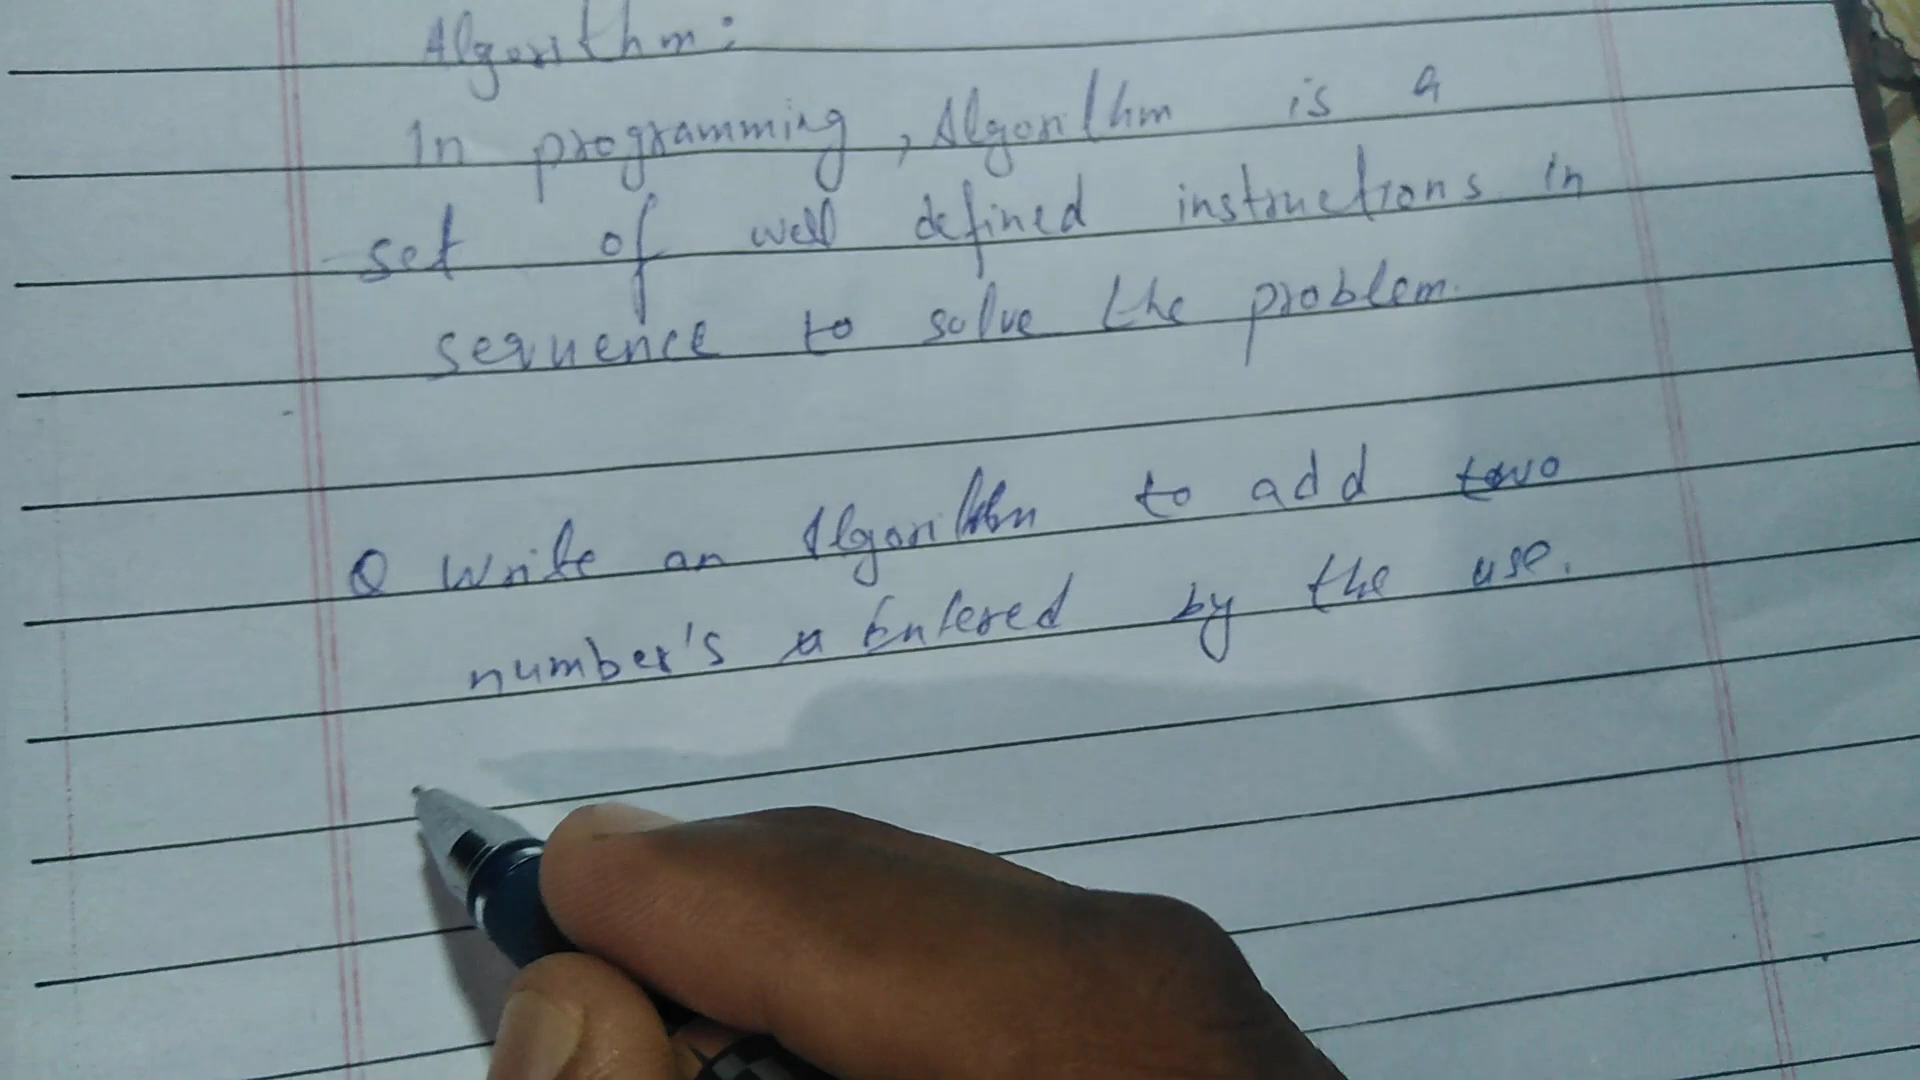 Algorithm:
In programming, Algorithm is a
set of well defined instructions in
sequence to solve the problem.
Q Write an Algorithm to add two
number's Entered by the use.